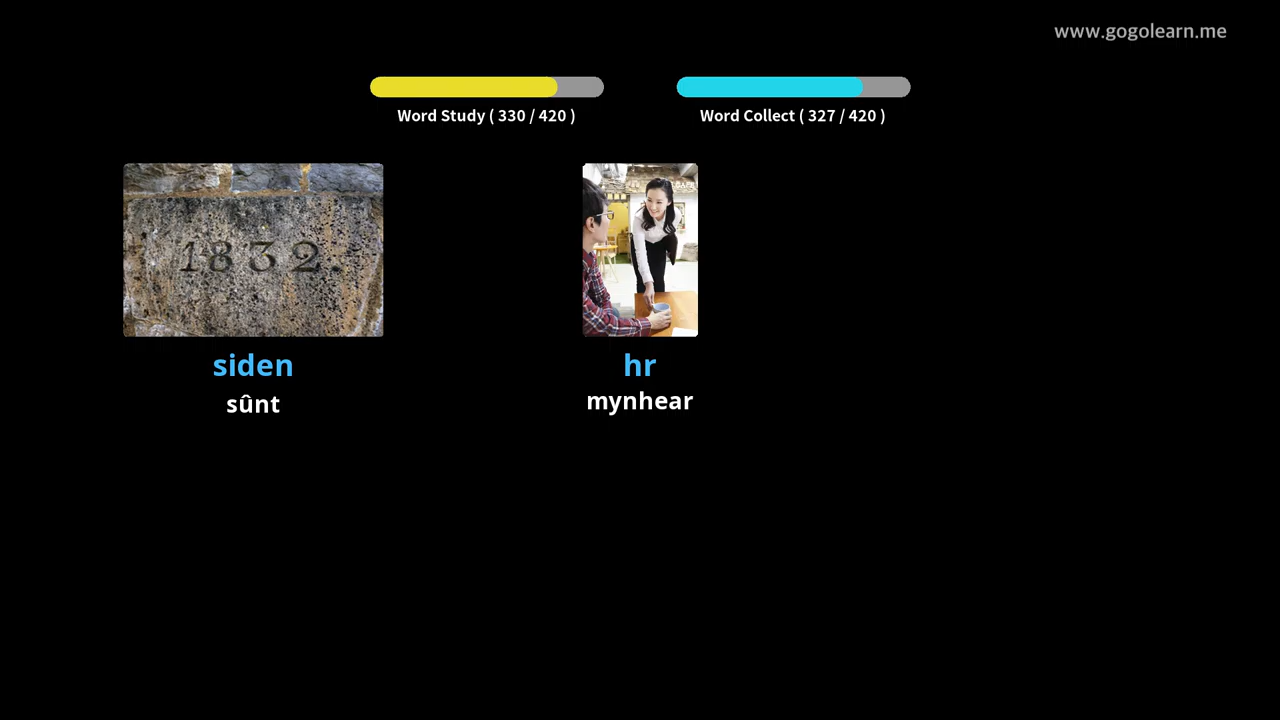 www.gogolearn.me
Word Study ( 330 / 420 )
Word Collect ( 327 / 420 )
1832.
siden
sûnt
hr
mynhear